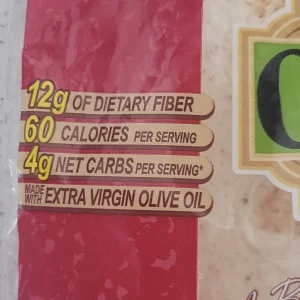 12g OF DIETARY FIBER
60 CALORIES PER SERVING
4g NET CARBS PER SERVING*
MADE WITH EXTRA VIRGIN OLIVE OIL